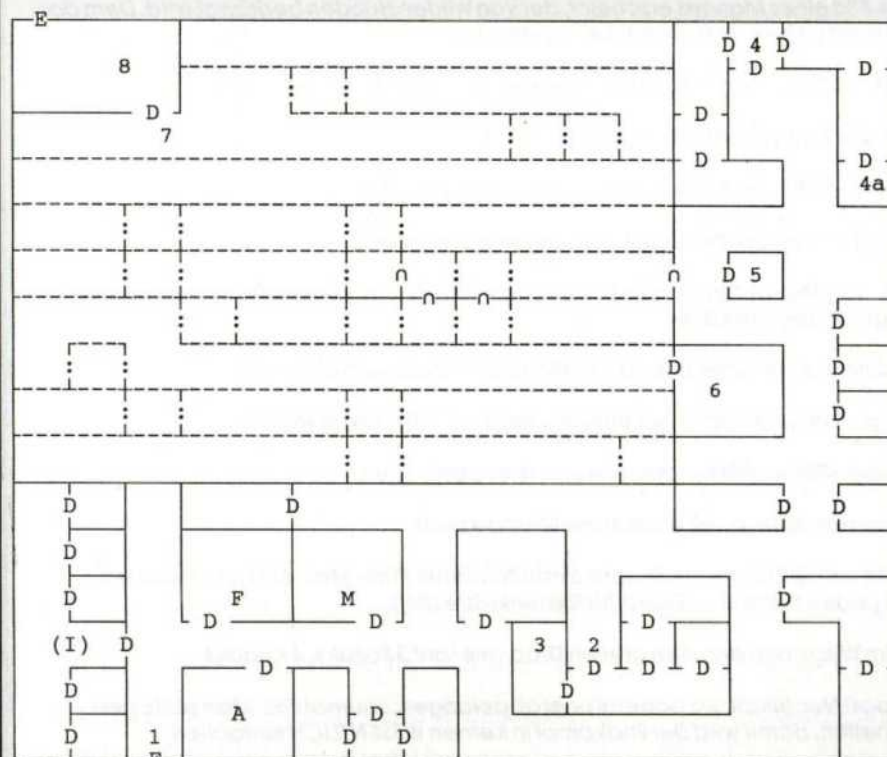 E
D 4 D
8 D D
D D
7
D D
4a
∩ ∩ D 5
∩ ∩
D
D D
6
D
D D D D
D
D F M D
D D D D
(I) D 3 2
D D D D D
D D
A D
D 1 D D